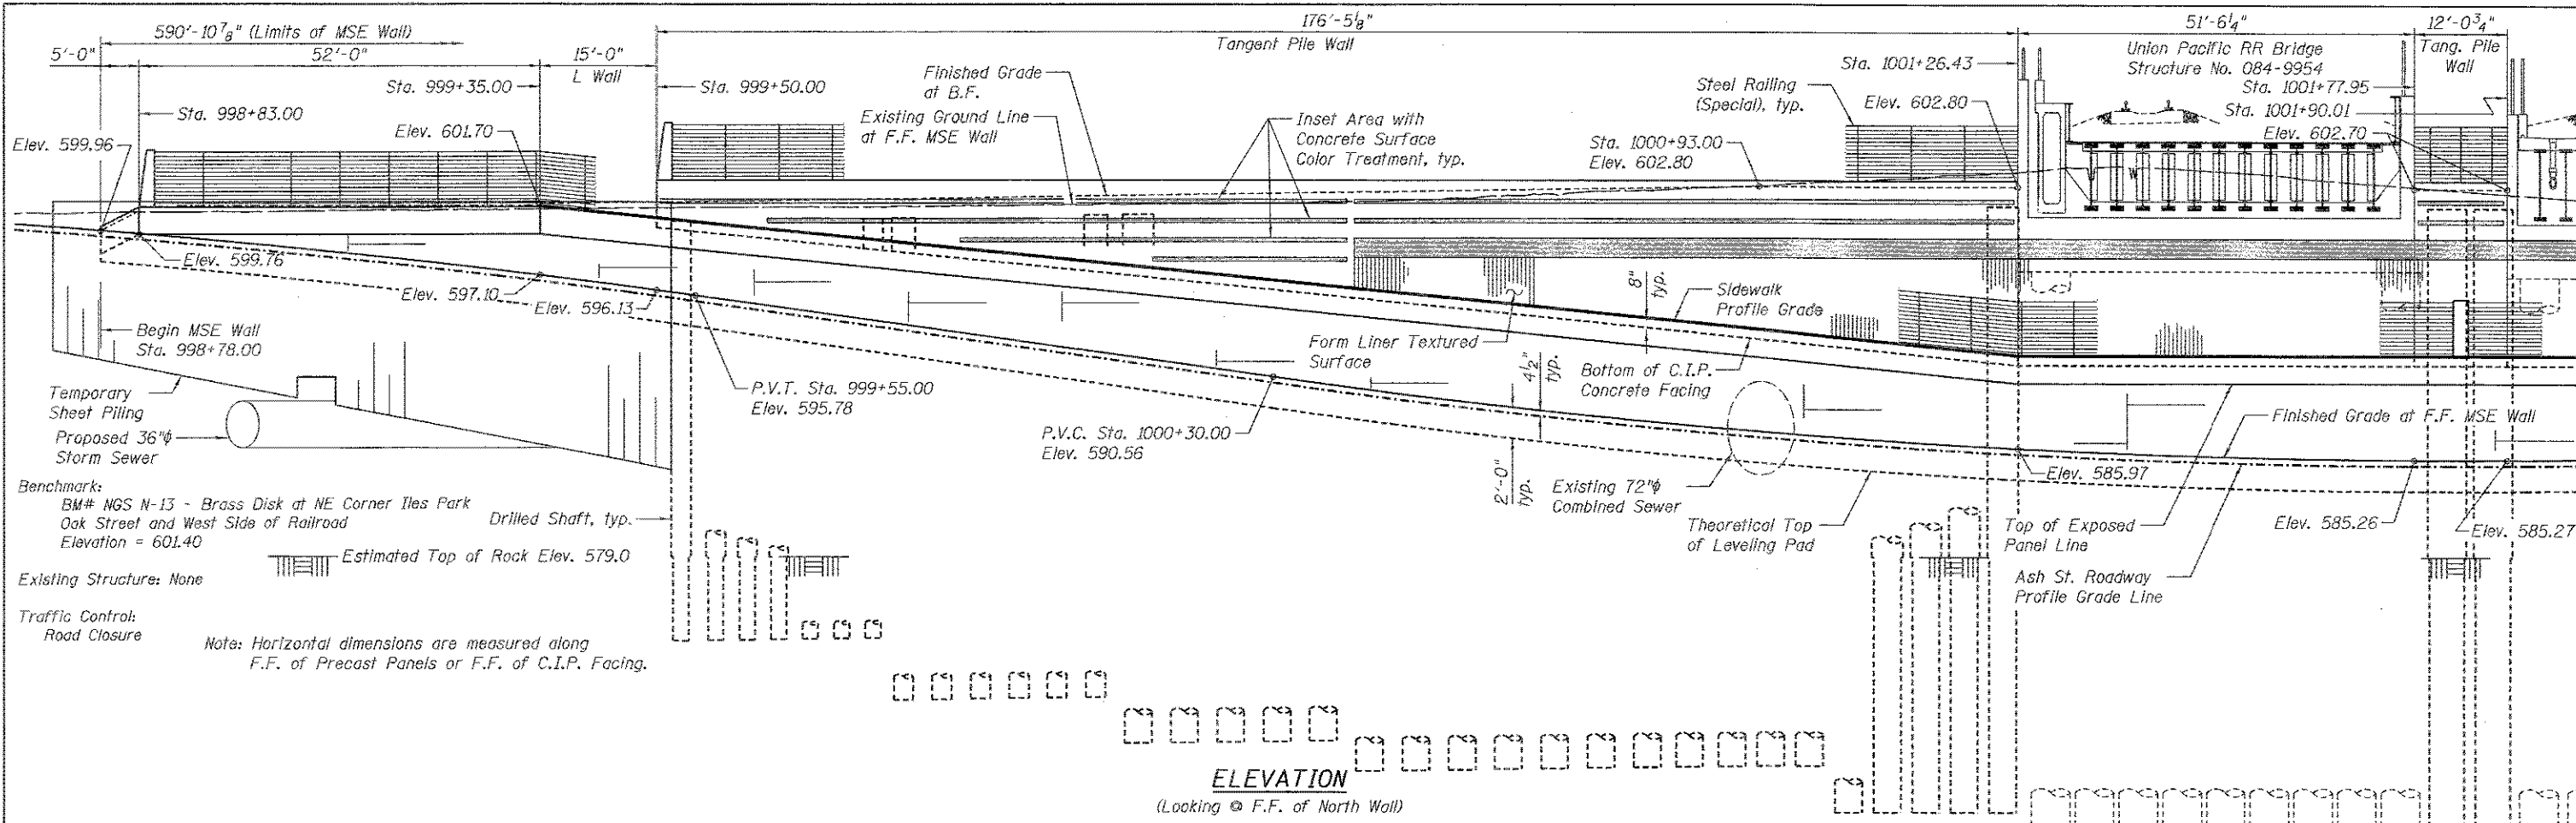 590'-10 7/8" (Limits of MSE Wall)
176'-5 1/8"
51'-6 1/4"
12'-0 3/4"
5'-0"
52'-0"
15'-0"
L Wall
Tangent Pile Wall
Union Pacific RR Bridge
Structure No. 084-9954
Tang. Pile
Wall
Sta. 998+83.00
Sta. 999+35.00
Sta. 999+50.00
Finished Grade
at B.F.
Existing Ground Line
at F.F. MSE Wall
Inset Area with
Concrete Surface
Color Treatment, typ.
Steel Railing
(Special), typ.
Sta. 1001+26.43
Elev. 602.80
Sta. 1000+93.00
Elev. 602.80
Sta. 1001+77.95
Sta. 1001+90.01
Elev. 602.70
Elev. 599.96
Elev. 601.70
W
Elev. 599.76
Elev. 597.10
Elev. 596.13
Begin MSE Wall
Sta. 998+78.00
Temporary
Sheet Piling
Proposed 36"φ
Storm Sewer
P.V.T. Sta. 999+55.00
Elev. 595.78
P.V.C. Sta. 1000+30.00
Elev. 590.56
Form Liner Textured
Surface
8"
typ.
Sidewalk
Profile Grade
4 1/2"
typ.
Bottom of C.I.P.
Concrete Facing
2'-0"
typ.
Existing 72"φ
Combined Sewer
Theoretical Top
of Leveling Pad
Finished Grade at F.F. MSE Wall
Elev. 585.97
Top of Exposed
Panel Line
Elev. 585.26
Elev. 585.27
Ash St. Roadway
Profile Grade Line
Benchmark:
BM# NGS N-13 - Brass Disk at NE Corner Iles Park
Oak Street and West Side of Railroad
Elevation = 601.40
Drilled Shaft, typ.
Estimated Top of Rock Elev. 579.0
Existing Structure: None
Traffic Control:
Road Closure
Note: Horizontal dimensions are measured along
F.F. of Precast Panels or F.F. of C.I.P. Facing.
ELEVATION
(Looking @ F.F. of North Wall)